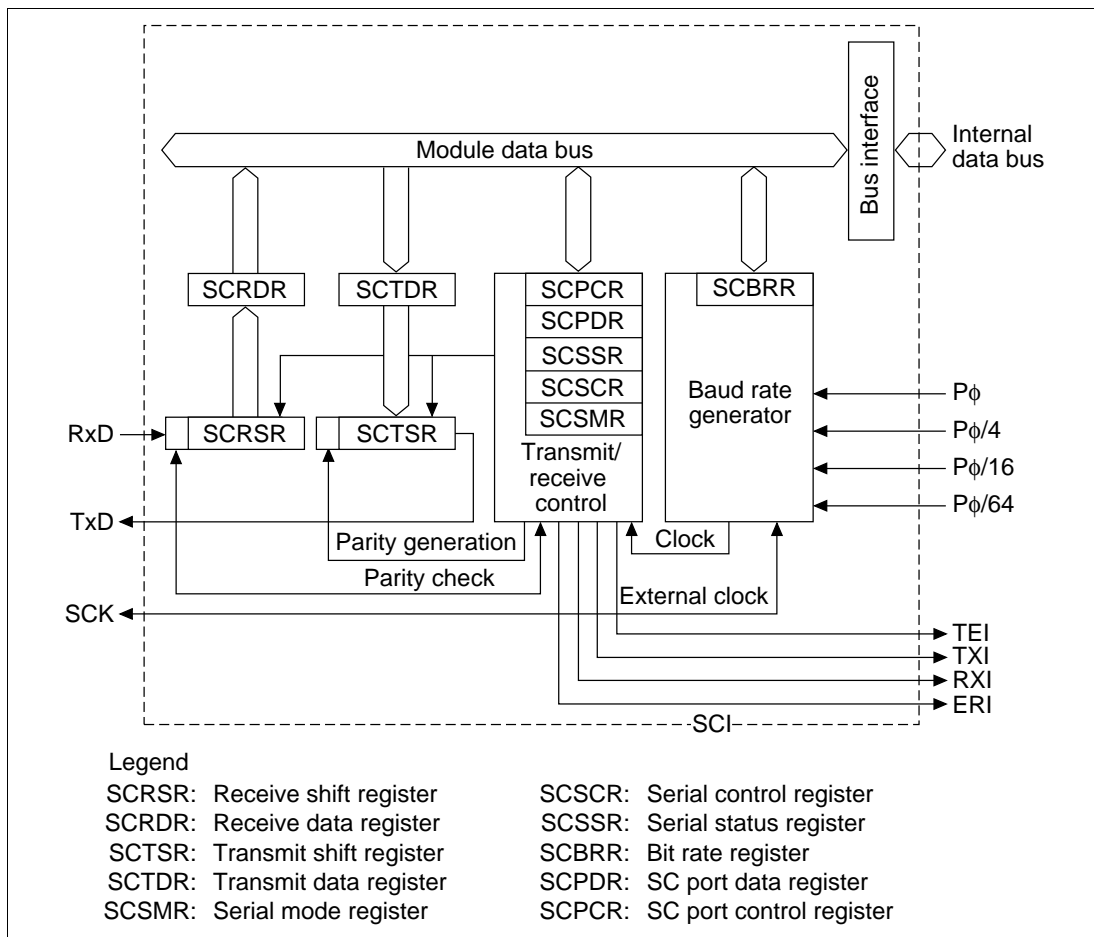 Bus interface
Internal
data bus
Module data bus
SCRDR
SCTDR
SCPCR
SCBRR
SCPDR
SCSSR
SCSCR
SCSMR
Baud rate
generator
Pϕ
Pϕ/4
Pϕ/16
Pϕ/64
RxD
SCRSR
SCTSR
Transmit/
receive
control
TxD
Parity generation
Clock
Parity check
External clock
SCK
TEI
TXI
RXI
ERI
SCI
Legend
SCRSR: Receive shift register
SCRDR: Receive data register
SCTSR: Transmit shift register
SCTDR: Transmit data register
SCSMR: Serial mode register
SCSCR: Serial control register
SCSSR: Serial status register
SCBRR: Bit rate register
SCPDR: SC port data register
SCPCR: SC port control register